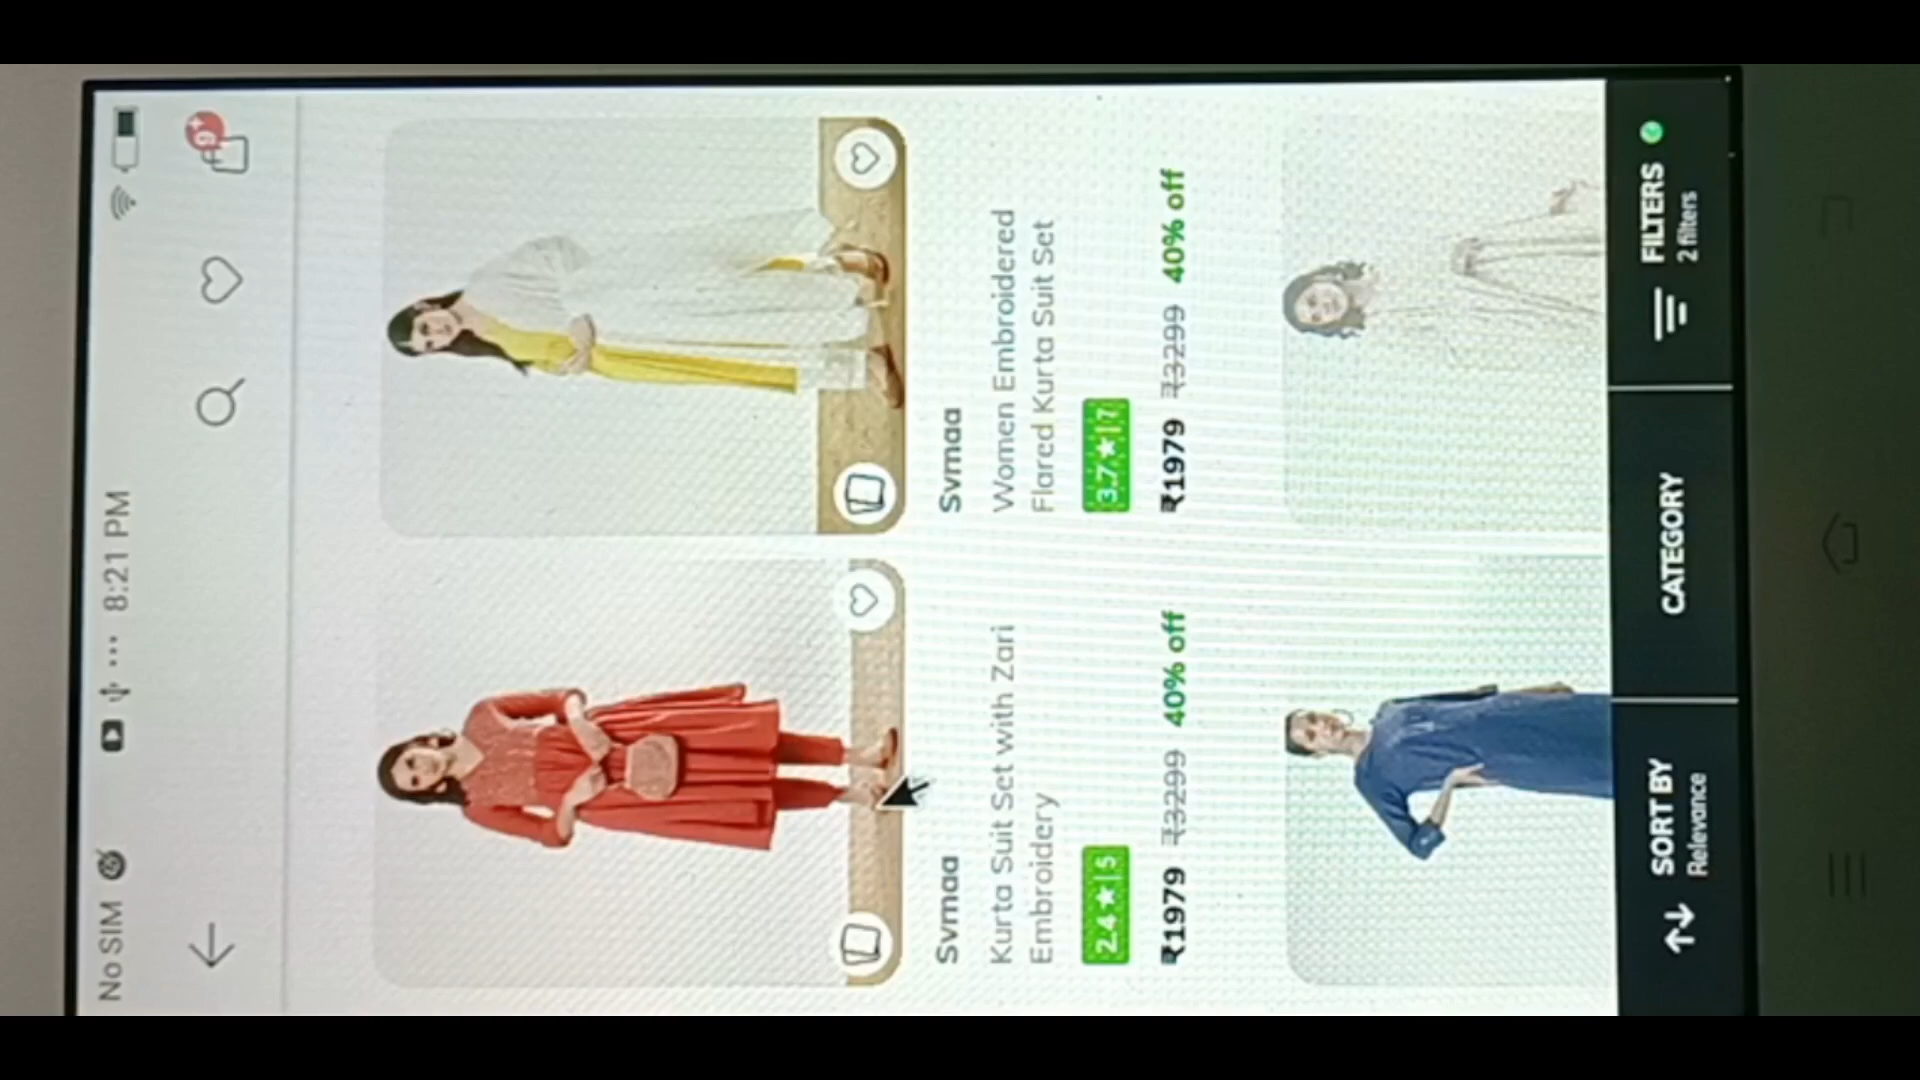 No SIM ... 8:21 PM
9+
Svmaa
Kurta Suit Set with Zari
Embroidery
2.4★|5
₹1979 ₹3299 40% off
Svmaa
Women Embroidered
Flared Kurta Suit Set
3.7★|7
₹1979 ₹3299 40% off
SORT BY
Relevance
CATEGORY
FILTERS
2 filters